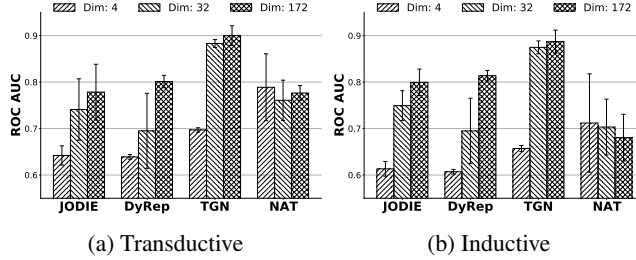 Dim: 4 Dim: 32 Dim: 172
ROC AUC
0.9
0.8
0.7
0.6
JODIE DyRep TGN NAT
(a) Transductive
Dim: 4 Dim: 32 Dim: 172
ROC AUC
0.9
0.8
0.7
0.6
JODIE DyRep TGN NAT
(b) Inductive